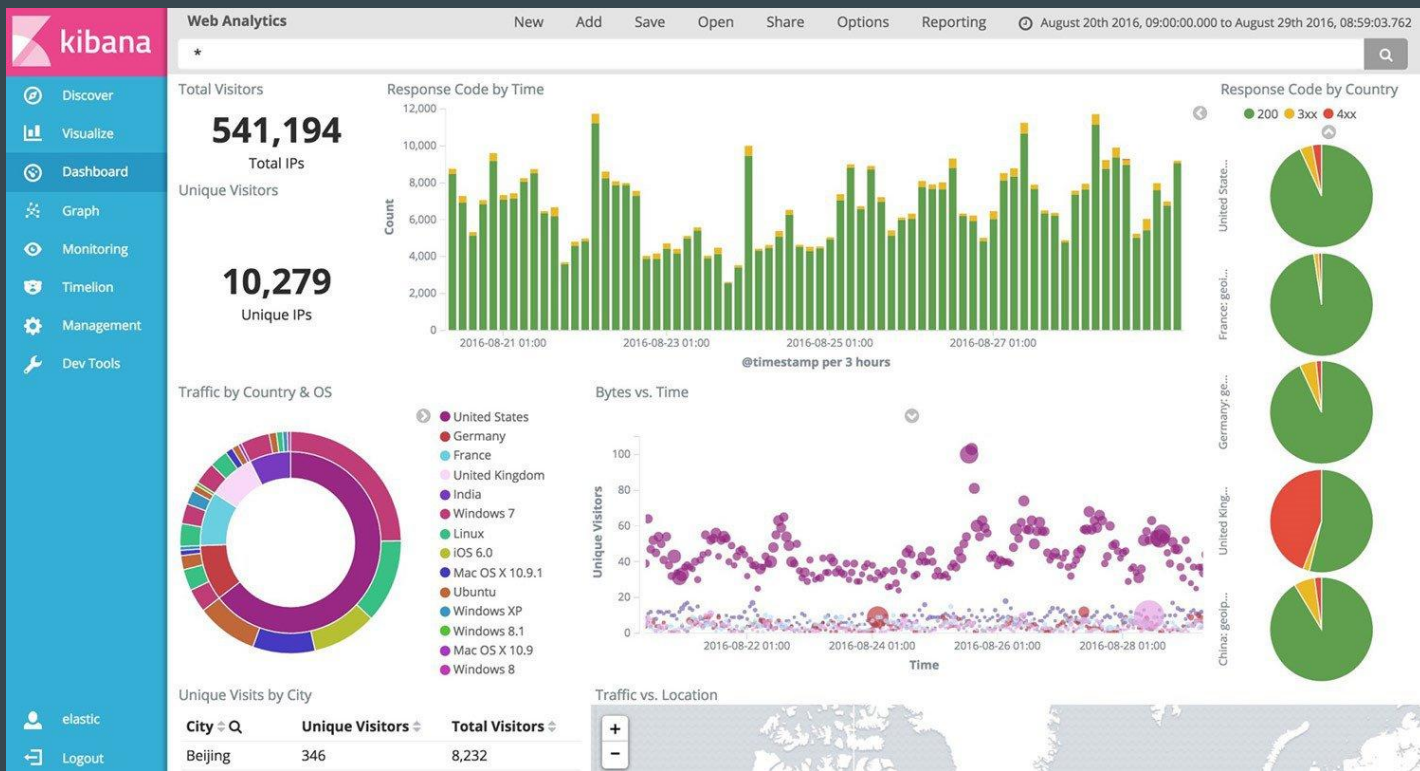 kibana
Discover
Visualize
Dashboard
Graph
Monitoring
Timelion
Management
Dev Tools
elastic
Logout
Web Analytics
New Add Save Open Share Options Reporting August 20th 2016, 09:00:00.000 to August 29th 2016, 08:59:03.762
*
Total Visitors
541,194
Total IPs
Unique Visitors
10,279
Unique IPs
Response Code by Time
Count
12,000
10,000
8,000
6,000
4,000
2,000
0
2016-08-21 01:00 2016-08-23 01:00 2016-08-25 01:00 2016-08-27 01:00
@timestamp per 3 hours
Response Code by Country
200 3xx 4xx
United State...
France: geoi...
Germany: ge...
United King...
China: geoip...
Traffic by Country & OS
United States
Germany
France
United Kingdom
India
Windows 7
Linux
iOS 6.0
Mac OS X 10.9.1
Ubuntu
Windows XP
Windows 8.1
Mac OS X 10.9
Windows 8
Bytes vs. Time
Unique Visitors
100
80
60
40
20
0
2016-08-22 01:00 2016-08-24 01:00 2016-08-26 01:00 2016-08-28 01:00
Time
Unique Visits by City
City Unique Visitors Total Visitors
Beijing 346 8,232
Traffic vs. Location
+
−